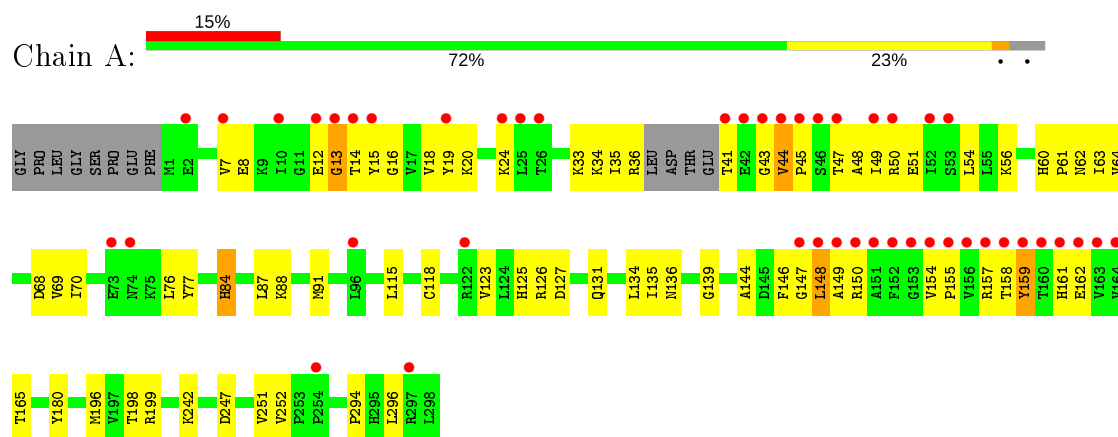 15%
Chain A:
72% 23% • •
GLY PRO LEU GLY SER PRO GLU PHE M1 E2 V7 E8 K9 I10 G11 E12 G13 T14 Y15 G16 V17 V18 Y19 K20 K24 L25 T26 K33 K34 I35 R36 LEU ASP THR GLU T41 E42 G43 V44 P45 S46 T47 A48 I49 R50 E51 I52 S53 L54 L55 K56 H60 P61 N62 I63 V64
D68 V69 I70 E73 N74 K75 L76 Y77 H84 L87 K88 M91 L96 L115 C118 R122 V123 L124 H125 R126 D127 Q131 L134 I135 N136 G139 A144 D145 F146 G147 L148 A149 R150 A151 F152 G153 V154 P155 V156 R157 T158 Y159 T160 H161 E162 V163 V164
T165 Y180 M196 V197 T198 R199 K242 D247 V251 V252 P253 P254 P294 H295 L296 R297 L298